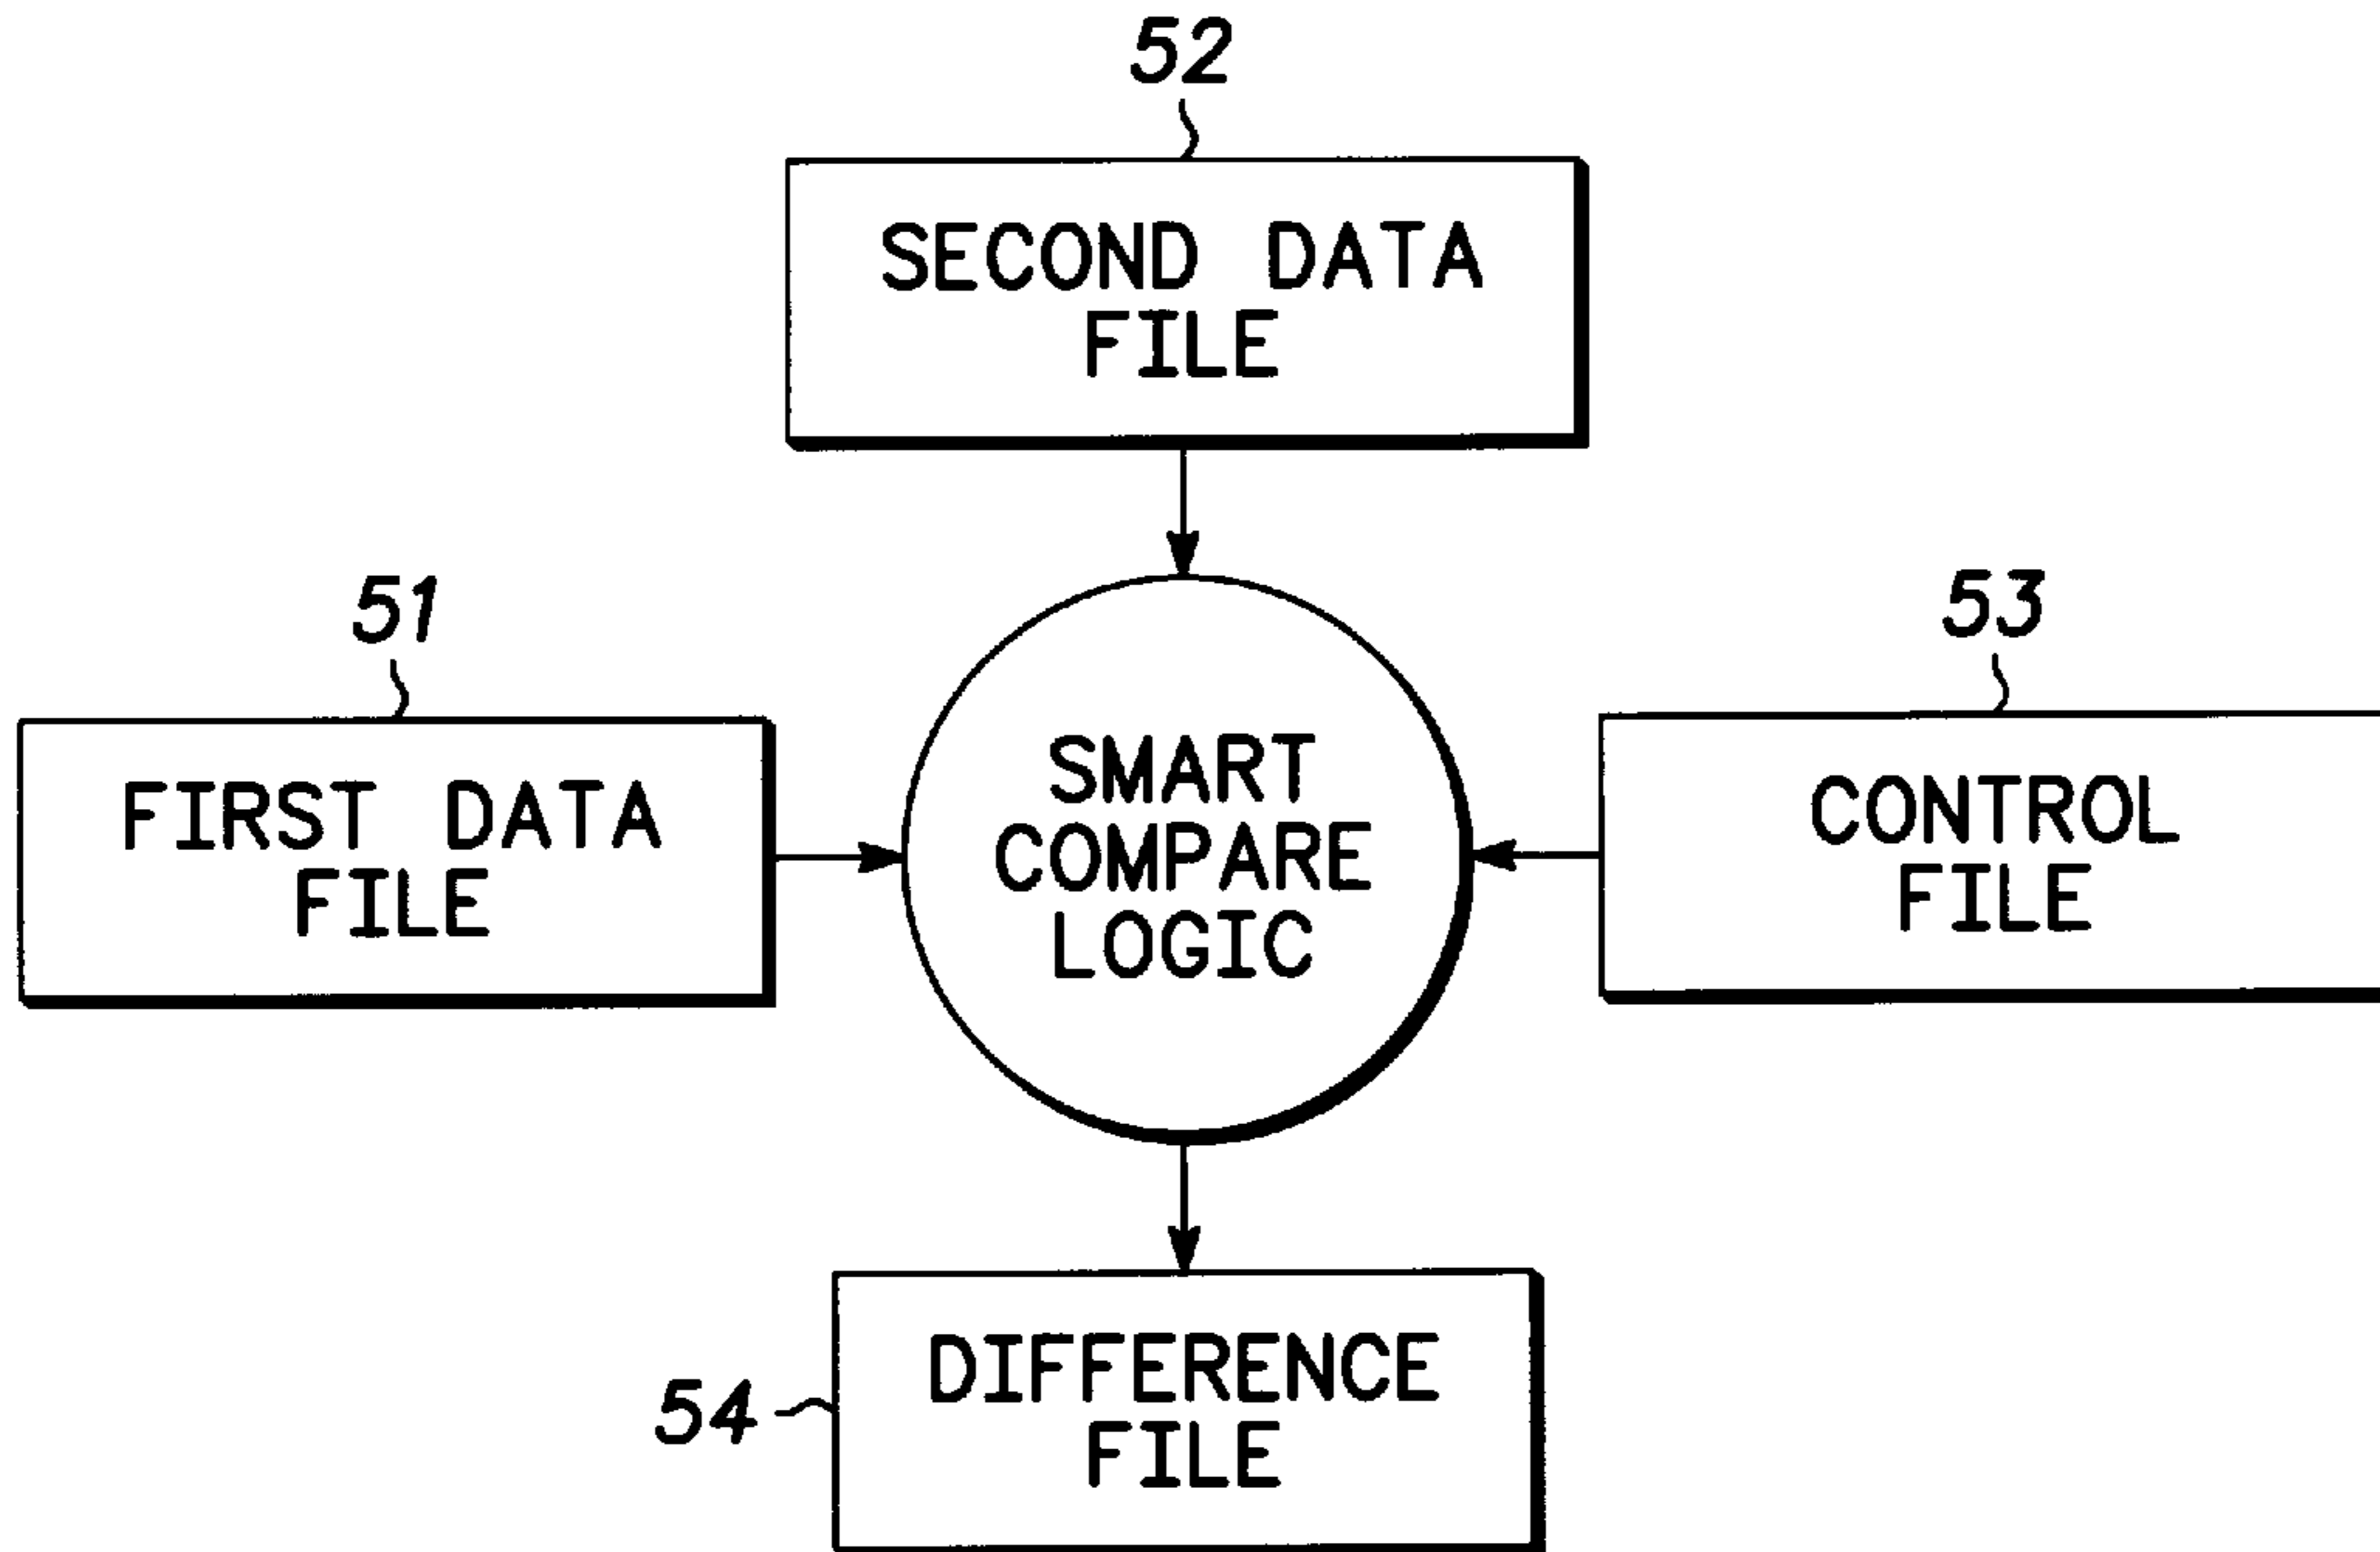 52
SECOND DATA
FILE
51
FIRST DATA
FILE
SMART
COMPARE
LOGIC
53
CONTROL
FILE
54
DIFFERENCE
FILE